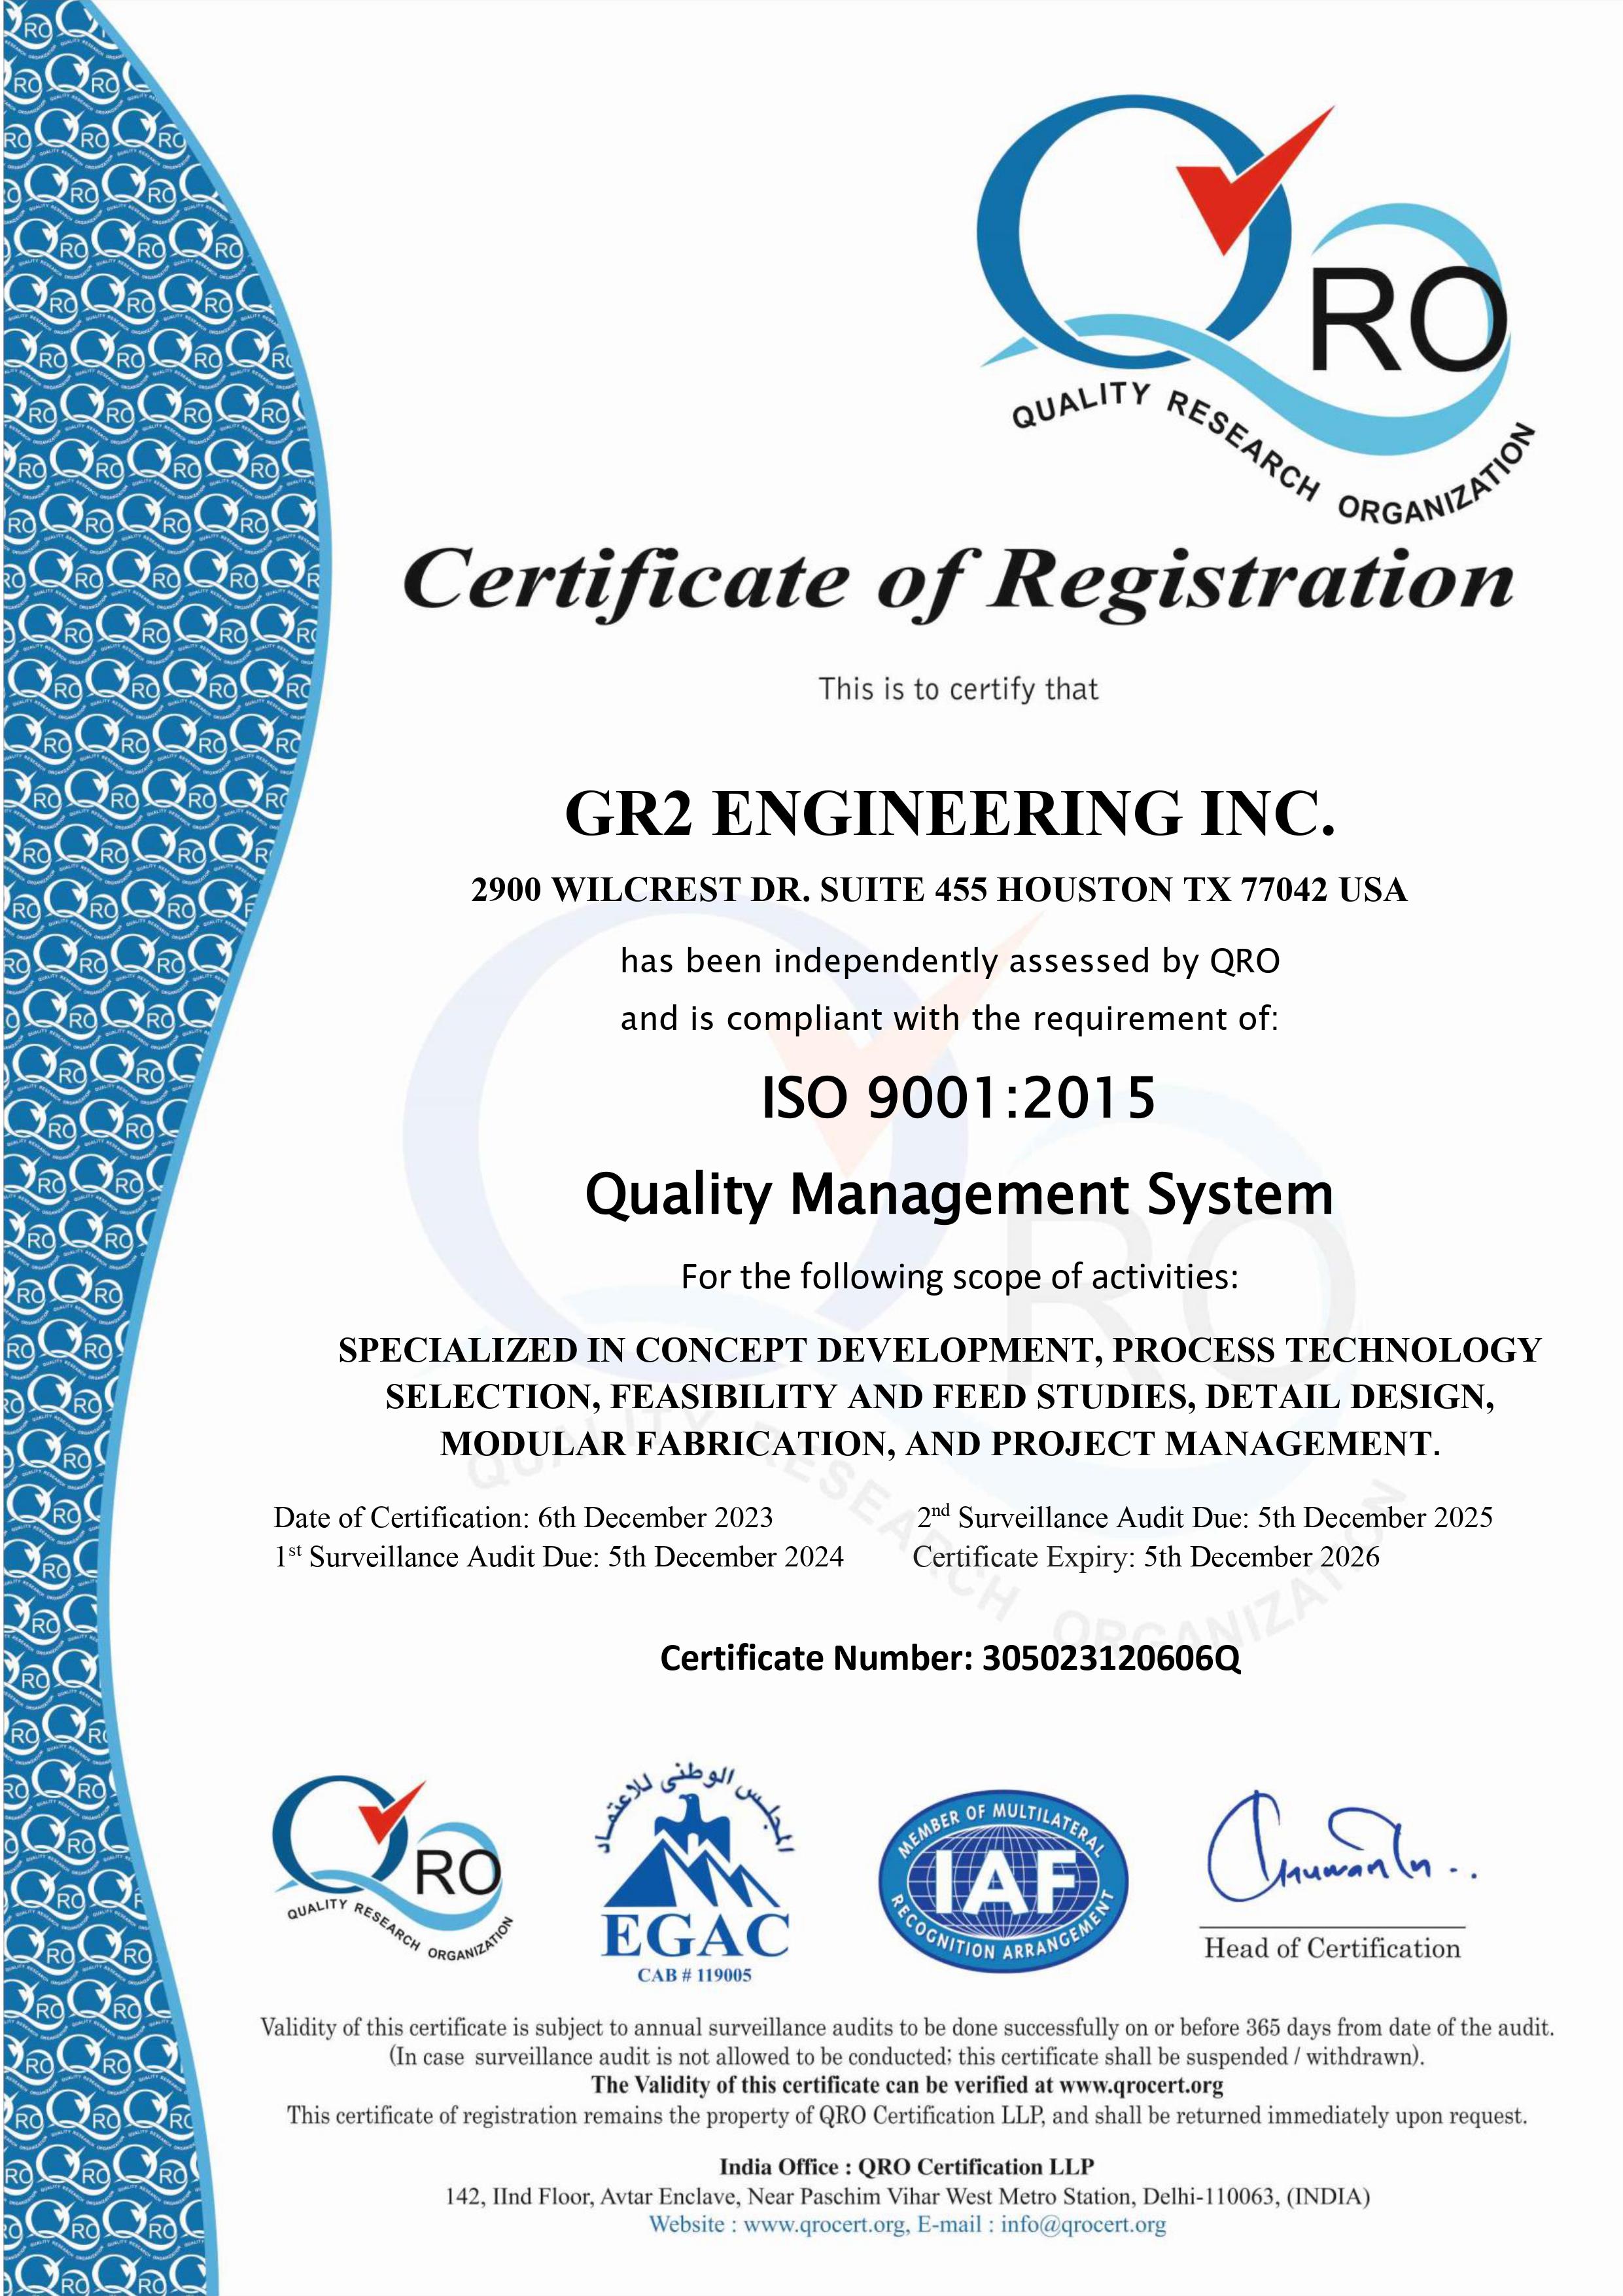 QRO
QUALITY RESEARCH ORGANIZATION
Certificate of Registration
This is to certify that
GR2 ENGINEERING INC.
2900 WILCREST DR. SUITE 455 HOUSTON TX 77042 USA
has been independently assessed by QRO
and is compliant with the requirement of:
ISO 9001:2015
Quality Management System
For the following scope of activities:
SPECIALIZED IN CONCEPT DEVELOPMENT, PROCESS TECHNOLOGY
SELECTION, FEASIBILITY AND FEED STUDIES, DETAIL DESIGN,
MODULAR FABRICATION, AND PROJECT MANAGEMENT.
Date of Certification: 6th December 2023
2nd Surveillance Audit Due: 5th December 2025
1st Surveillance Audit Due: 5th December 2024
Certificate Expiry: 5th December 2026
Certificate Number: 305023120606Q
QRO
QUALITY RESEARCH ORGANIZATION
المجلس الوطنى للاعتماد
EGAC
CAB # 119005
MEMBER OF MULTILATERAL
IAF
RECOGNITION ARRANGEMENT
Head of Certification
Validity of this certificate is subject to annual surveillance audits to be done successfully on or before 365 days from date of the audit.
(In case surveillance audit is not allowed to be conducted; this certificate shall be suspended / withdrawn).
The Validity of this certificate can be verified at www.qrocert.org
This certificate of registration remains the property of QRO Certification LLP, and shall be returned immediately upon request.
India Office : QRO Certification LLP
142, IInd Floor, Avtar Enclave, Near Paschim Vihar West Metro Station, Delhi-110063, (INDIA)
Website : www.qrocert.org, E-mail : info@qrocert.org